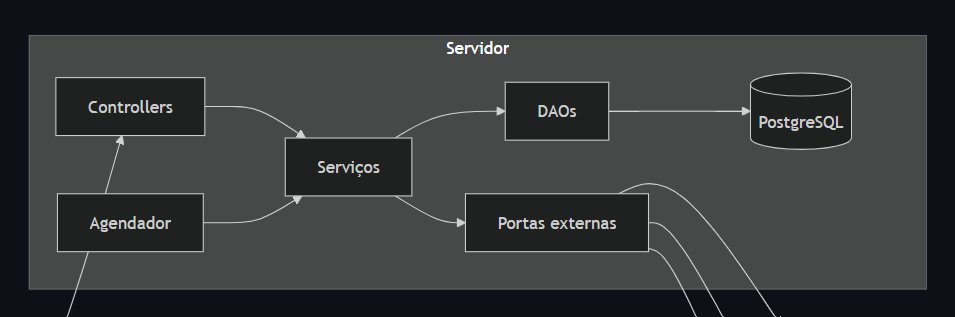 Servidor
Controllers
DAOs
PostgreSQL
Serviços
Agendador
Portas externas